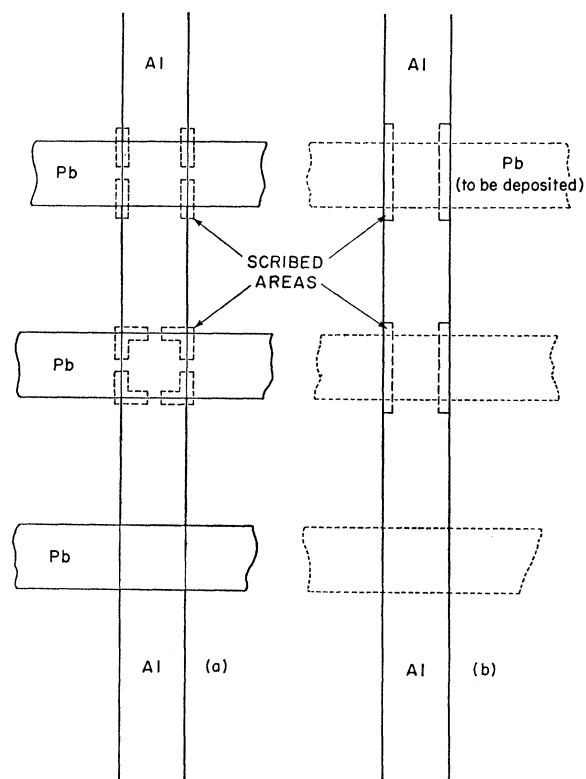 Al
Al
Pb
Pb
(to be deposited)
SCRIBED
AREAS
Pb
Pb
Al
(a)
Al
(b)